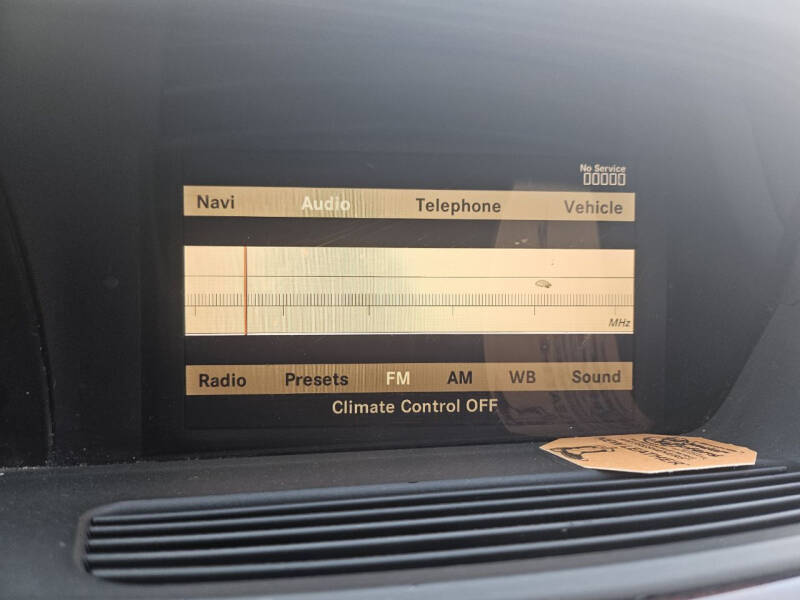 No Service
Navi Audio Telephone Vehicle
MHz
Radio Presets FM AM WB Sound
Climate Control OFF